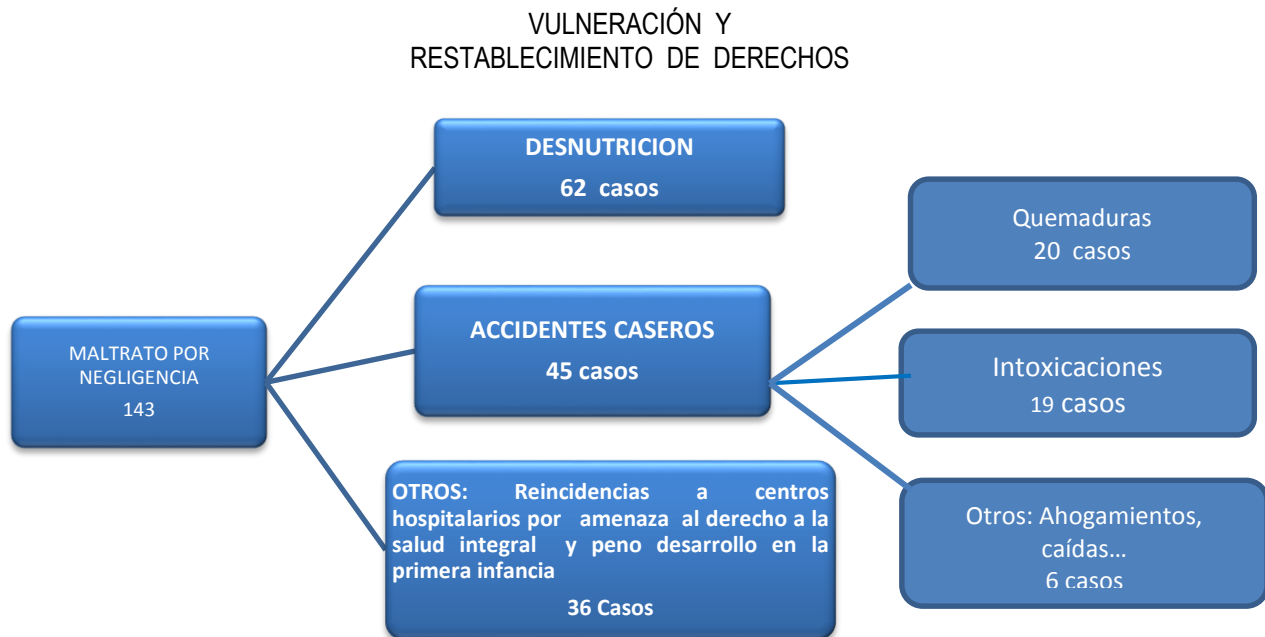 VULNERACIÓN Y
RESTABLECIMIENTO DE DERECHOS
MALTRATO POR
NEGLIGENCIA
143
DESNUTRICION
62 casos
ACCIDENTES CASEROS
45 casos
OTROS: Reincidencias a centros
hospitalarios por amenaza al derecho a la
salud integral y peno desarrollo en la
primera infancia
36 Casos
Quemaduras
20 casos
Intoxicaciones
19 casos
Otros: Ahogamientos,
caídas...
6 casos